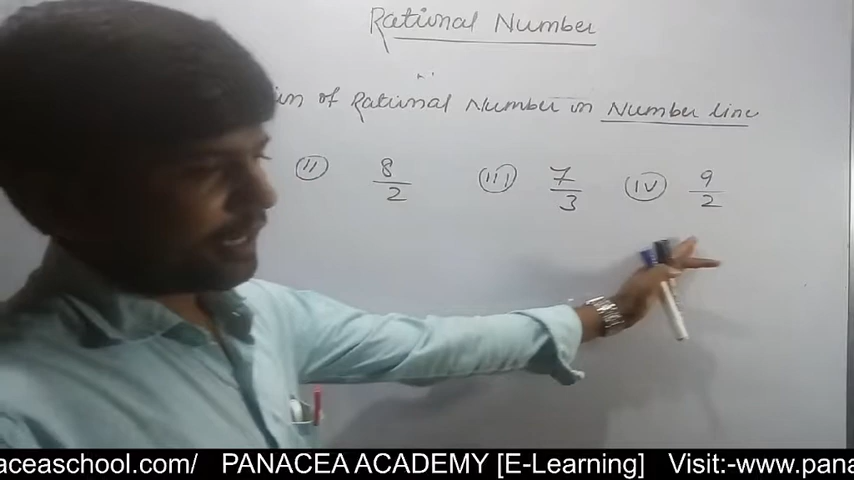 Rational Number
of Rational Number in Number line
(ii) 8/2 (iii) 7/3 (iv) 9/2
aceaschool.com/ PANACEA ACADEMY [E-Learning] Visit:-www.pana